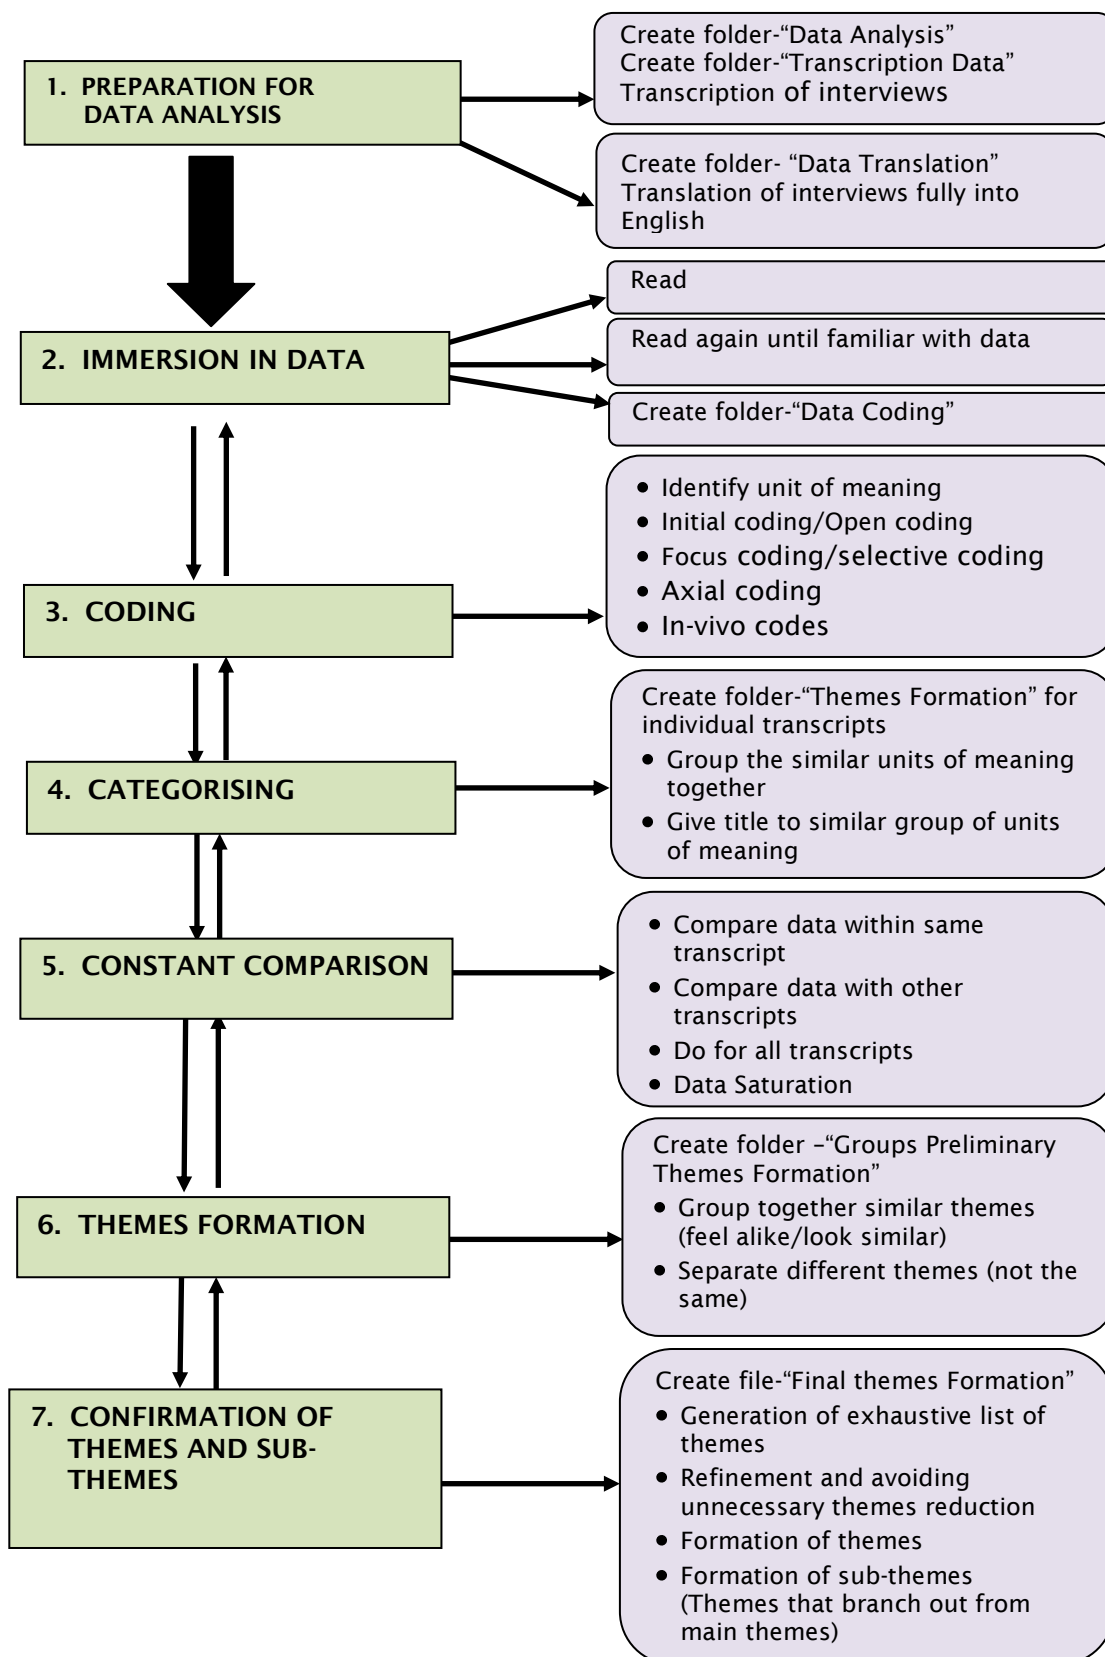 1. PREPARATION FOR
DATA ANALYSIS
Create folder-“Data Analysis”
Create folder-“Transcription Data”
Transcription of interviews
Create folder- “Data Translation”
Translation of interviews fully into
English
2. IMMERSION IN DATA
Read
Read again until familiar with data
Create folder-“Data Coding”
3. CODING
• Identify unit of meaning
• Initial coding/Open coding
• Focus coding/selective coding
• Axial coding
• In-vivo codes
4. CATEGORISING
Create folder-“Themes Formation” for
individual transcripts
• Group the similar units of meaning
together
• Give title to similar group of units
of meaning
5. CONSTANT COMPARISON
• Compare data within same
transcript
• Compare data with other
transcripts
• Do for all transcripts
• Data Saturation
6. THEMES FORMATION
Create folder –“Groups Preliminary
Themes Formation”
• Group together similar themes
(feel alike/look similar)
• Separate different themes (not the
same)
7. CONFIRMATION OF
THEMES AND SUB-
THEMES
Create file-“Final themes Formation”
• Generation of exhaustive list of
themes
• Refinement and avoiding
unnecessary themes reduction
• Formation of themes
• Formation of sub-themes
(Themes that branch out from
main themes)